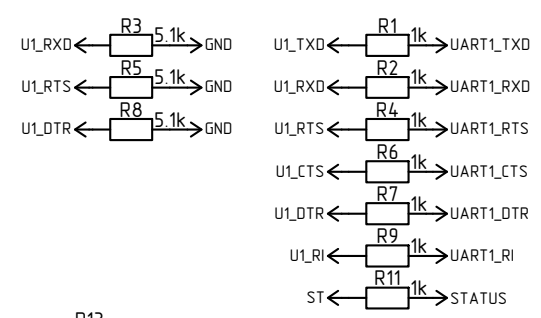 R3
U1_RXD 5.1k GND
R5
U1_RTS 5.1k GND
R8
U1_DTR 5.1k GND
R1
U1_TXD 1k UART1_TXD
R2
U1_RXD 1k UART1_RXD
R4
U1_RTS 1k UART1_RTS
R6
U1_CTS 1k UART1_CTS
R7
U1_DTR 1k UART1_DTR
R9
U1_RI 1k UART1_RI
R11
ST 1k STATUS